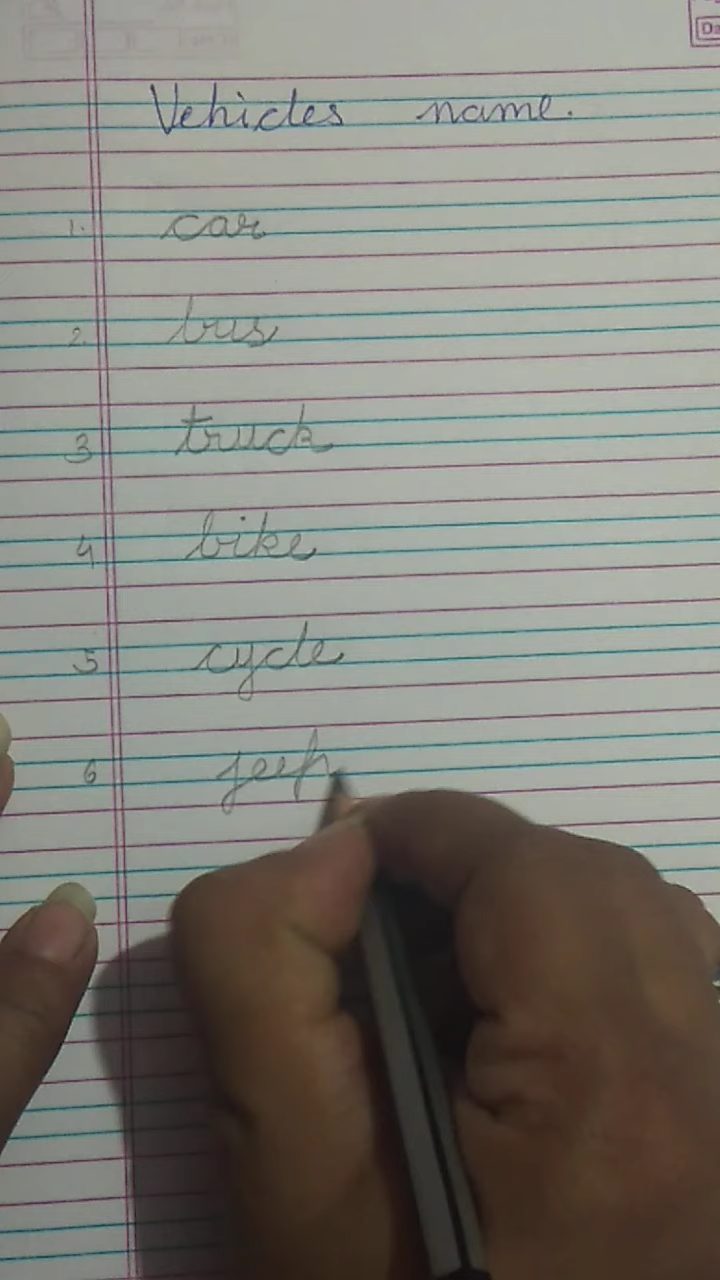 Vehicles name.
1. car
2. bus
3 truck
4 bike
5 cycle
6 jeep